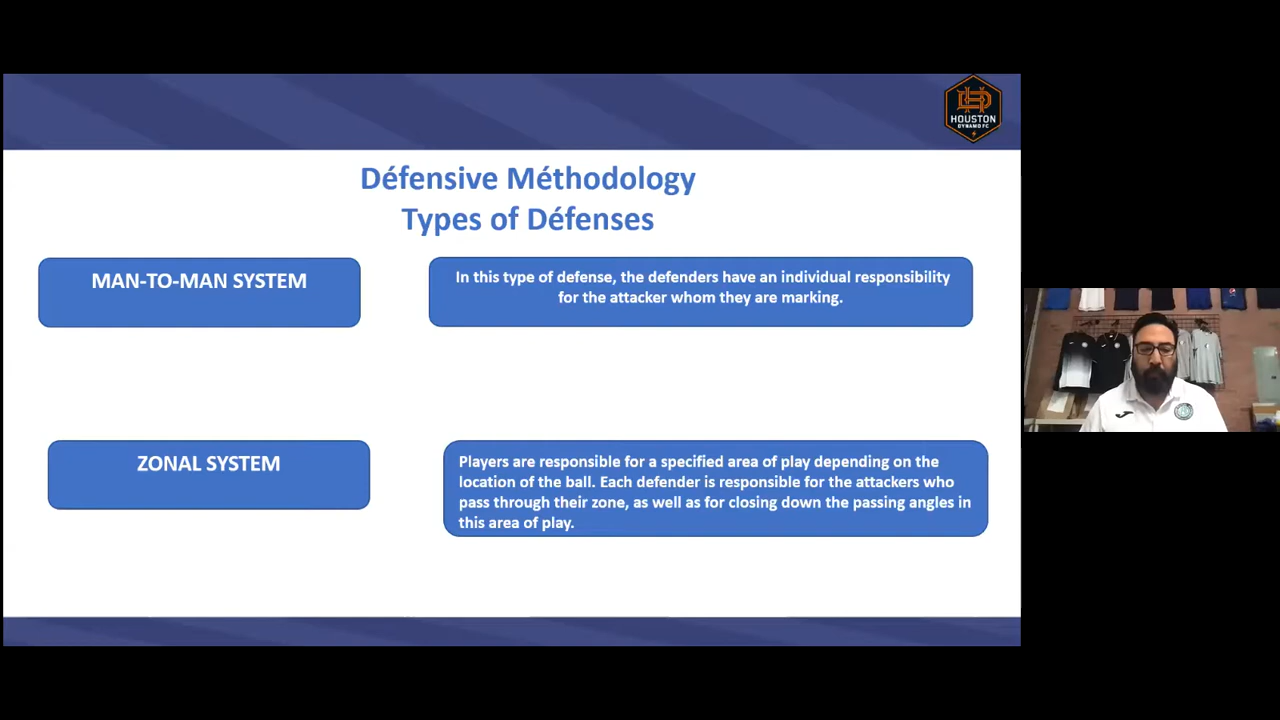 HOUSTON
DYNAMO FC
Défensive Méthodology
Types of Défenses
MAN-TO-MAN SYSTEM
In this type of defense, the defenders have an individual responsibility
for the attacker whom they are marking.
ZONAL SYSTEM
Players are responsible for a specified area of play depending on the
location of the ball. Each defender is responsible for the attackers who
pass through their zone, as well as for closing down the passing angles in
this area of play.